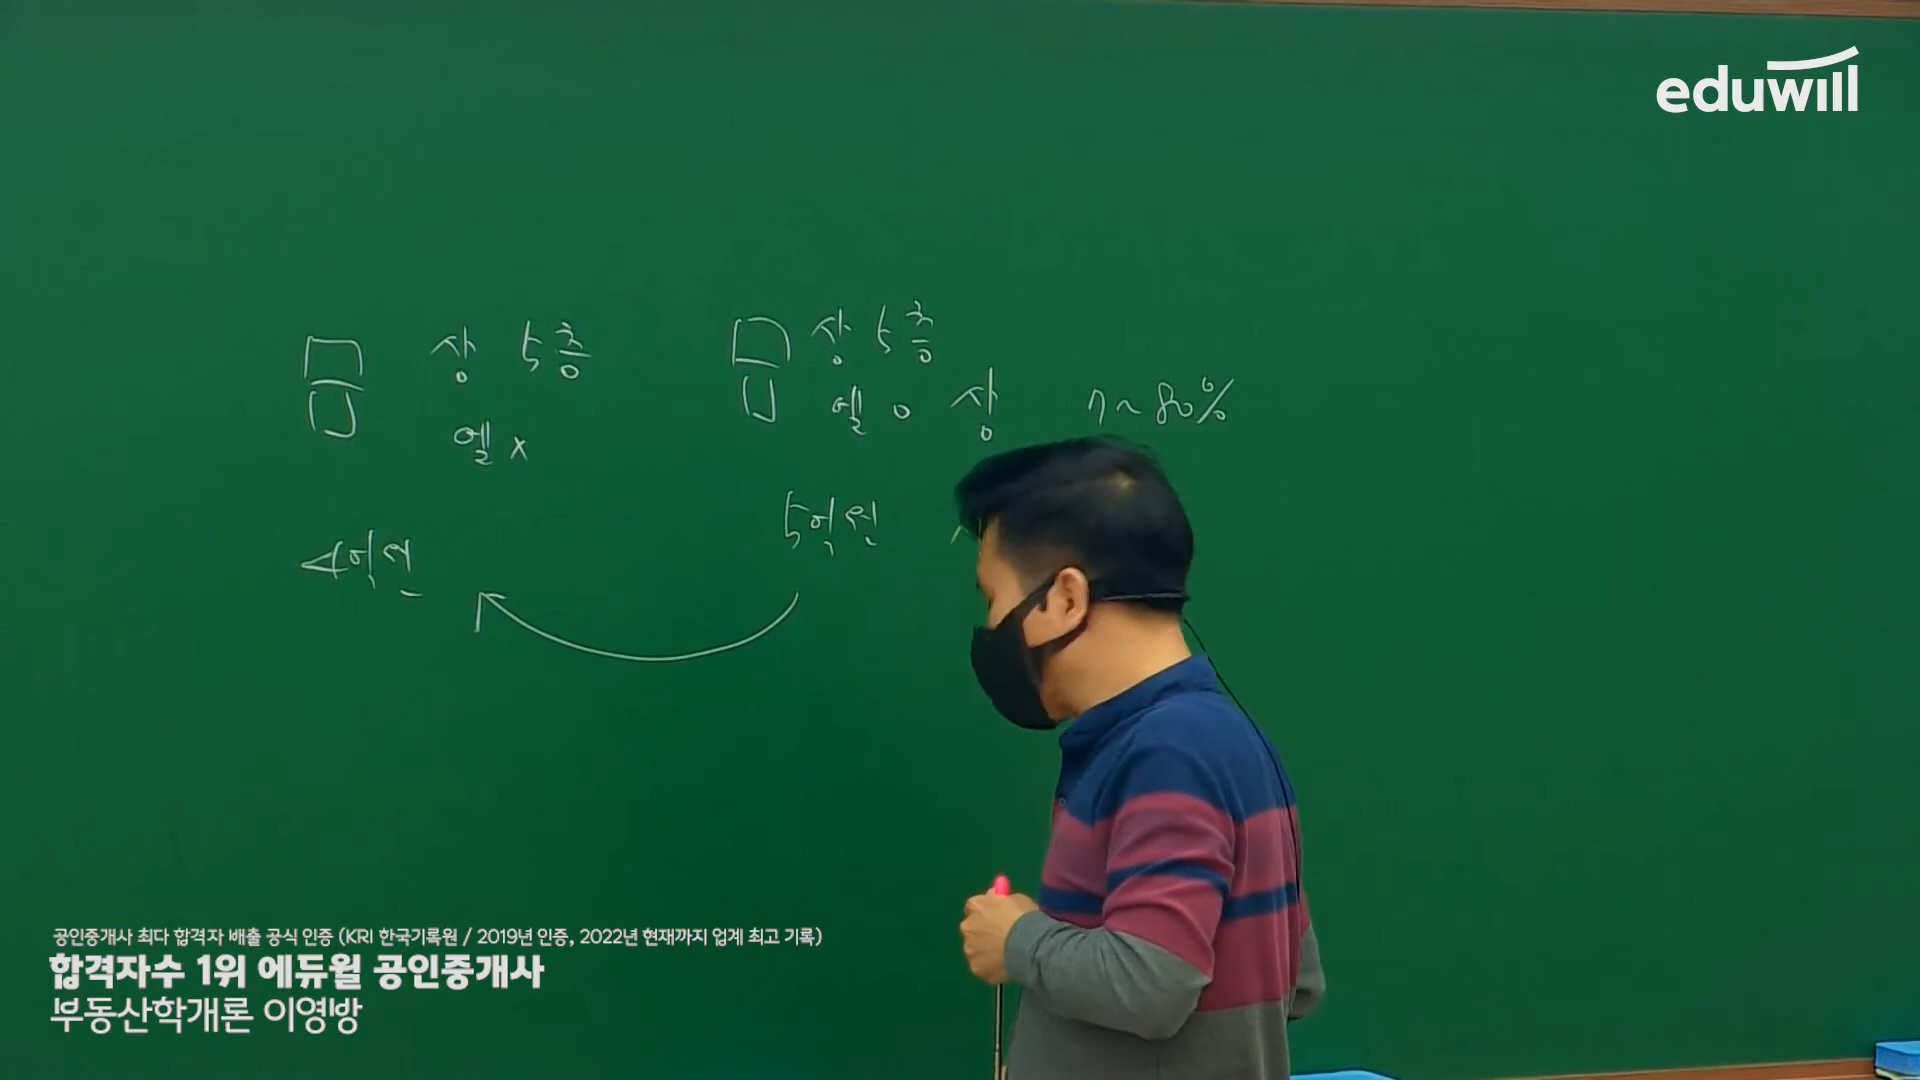 eduwill
상 5층
엘 x
4억원
상 5층
엘 o 상
5억원
7~80%
공인중개사 최다 합격자 배출 공식 인증 (KRI 한국기록원 / 2019년 인증, 2022년 현재까지 업계 최고 기록)
합격자수 1위 에듀윌 공인중개사
부동산학개론 이영방